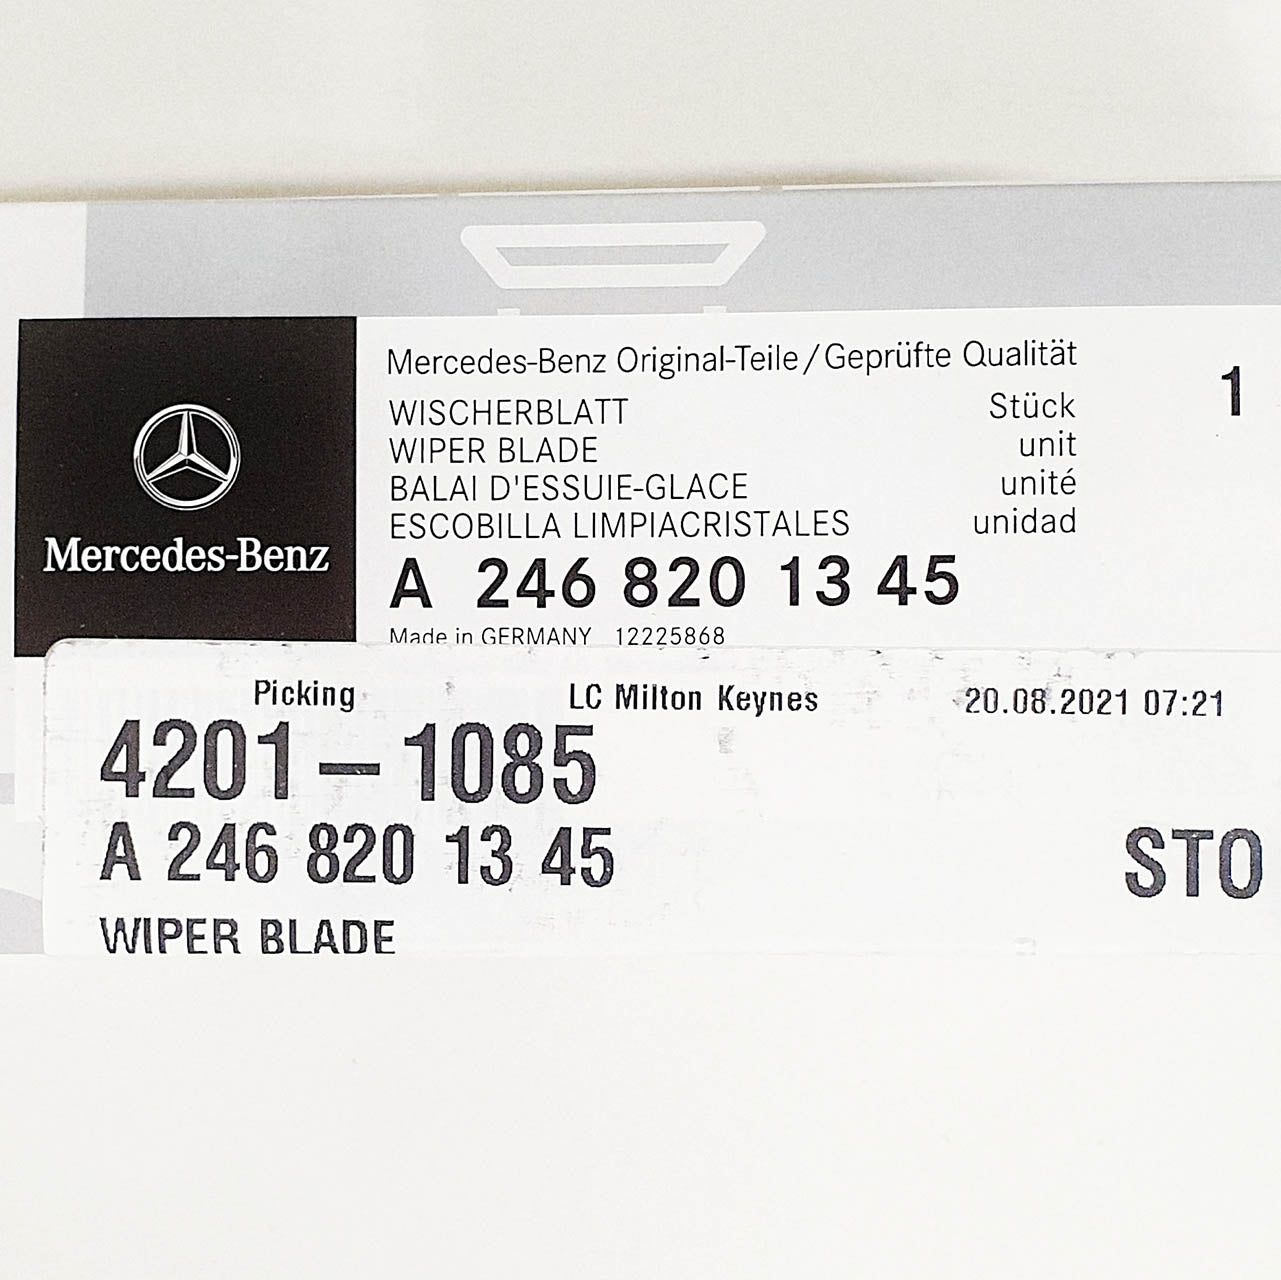 Mercedes-Benz
Mercedes-Benz Original-Teile/Geprüfte Qualität
WISCHERBLATT Stück 1
WIPER BLADE unit
BALAI D'ESSUIE-GLACE unité
ESCOBILLA LIMPIACRISTALES unidad
A 246 820 13 45
Made in GERMANY 12225868
Picking LC Milton Keynes 20.08.2021 07:21
4201-1085
A 246 820 13 45 STO
WIPER BLADE